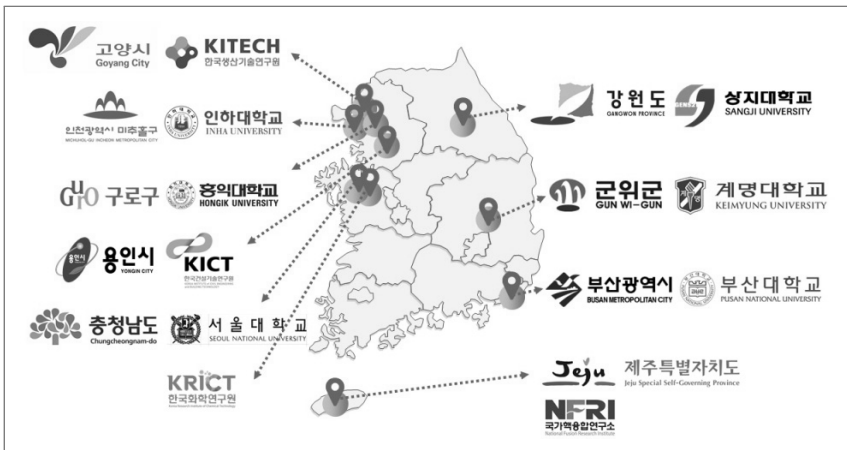 고양시
Goyang City
KITECH
한국생산기술연구원
인천광역시 미추홀구
인하대학교
INHA UNIVERSITY
GuRO 구로구
홍익대학교
HONGIK UNIVERSITY
용인시
용인시
YONGIN CITY
KICT
한국건설기술연구원
충청남도
Chungcheongnam-do
서울대학교
SEOUL NATIONAL UNIVERSITY
KRICT
한국화학연구원
강원도
GANGWON PROVINCE
상지대학교
SANGJI UNIVERSITY
군위군
GUN WI-GUN
계명대학교
KEIMYUNG UNIVERSITY
부산광역시
BUSAN METROPOLITAN CITY
부산대학교
PUSAN NATIONAL UNIVERSITY
Jeju
제주특별자치도
Jeju Special Self-Governing Province
NFRI
국가핵융합연구소
National Fusion Research Institute